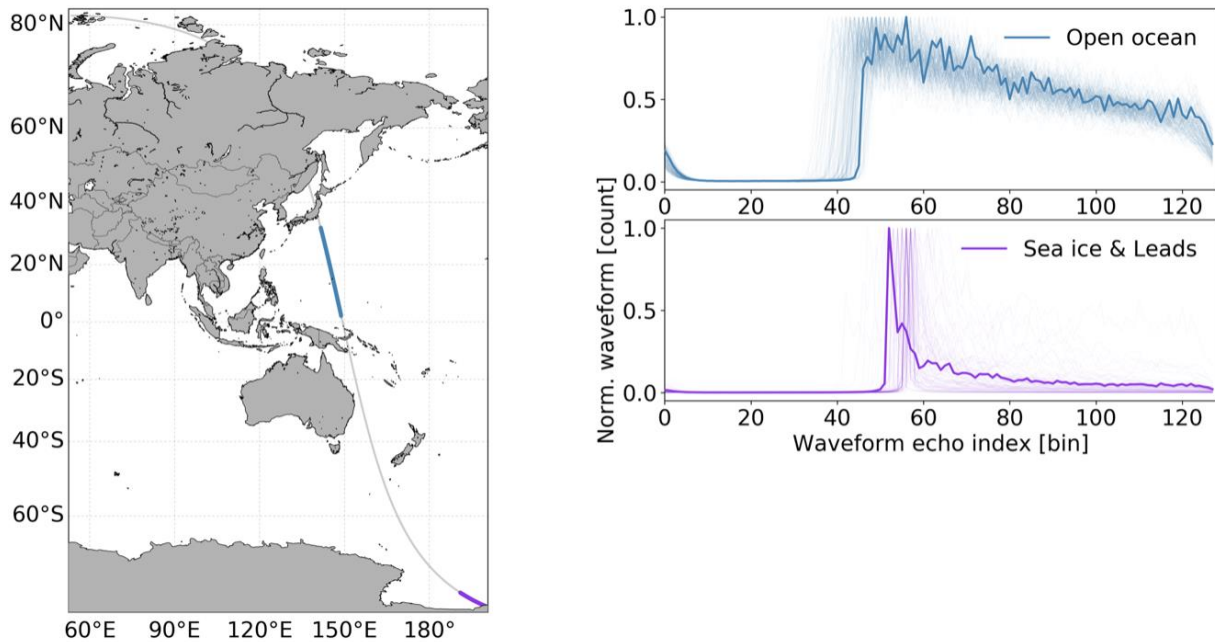 80°N
60°N
40°N
20°N
0°
20°S
40°S
60°S
60°E 90°E 120°E 150°E 180°
Norm. waveform [count]
1.0
0.5
0.0
Open ocean
0 20 40 60 80 100 120
1.0
0.5
0.0
Sea ice & Leads
0 20 40 60 80 100 120
Waveform echo index [bin]